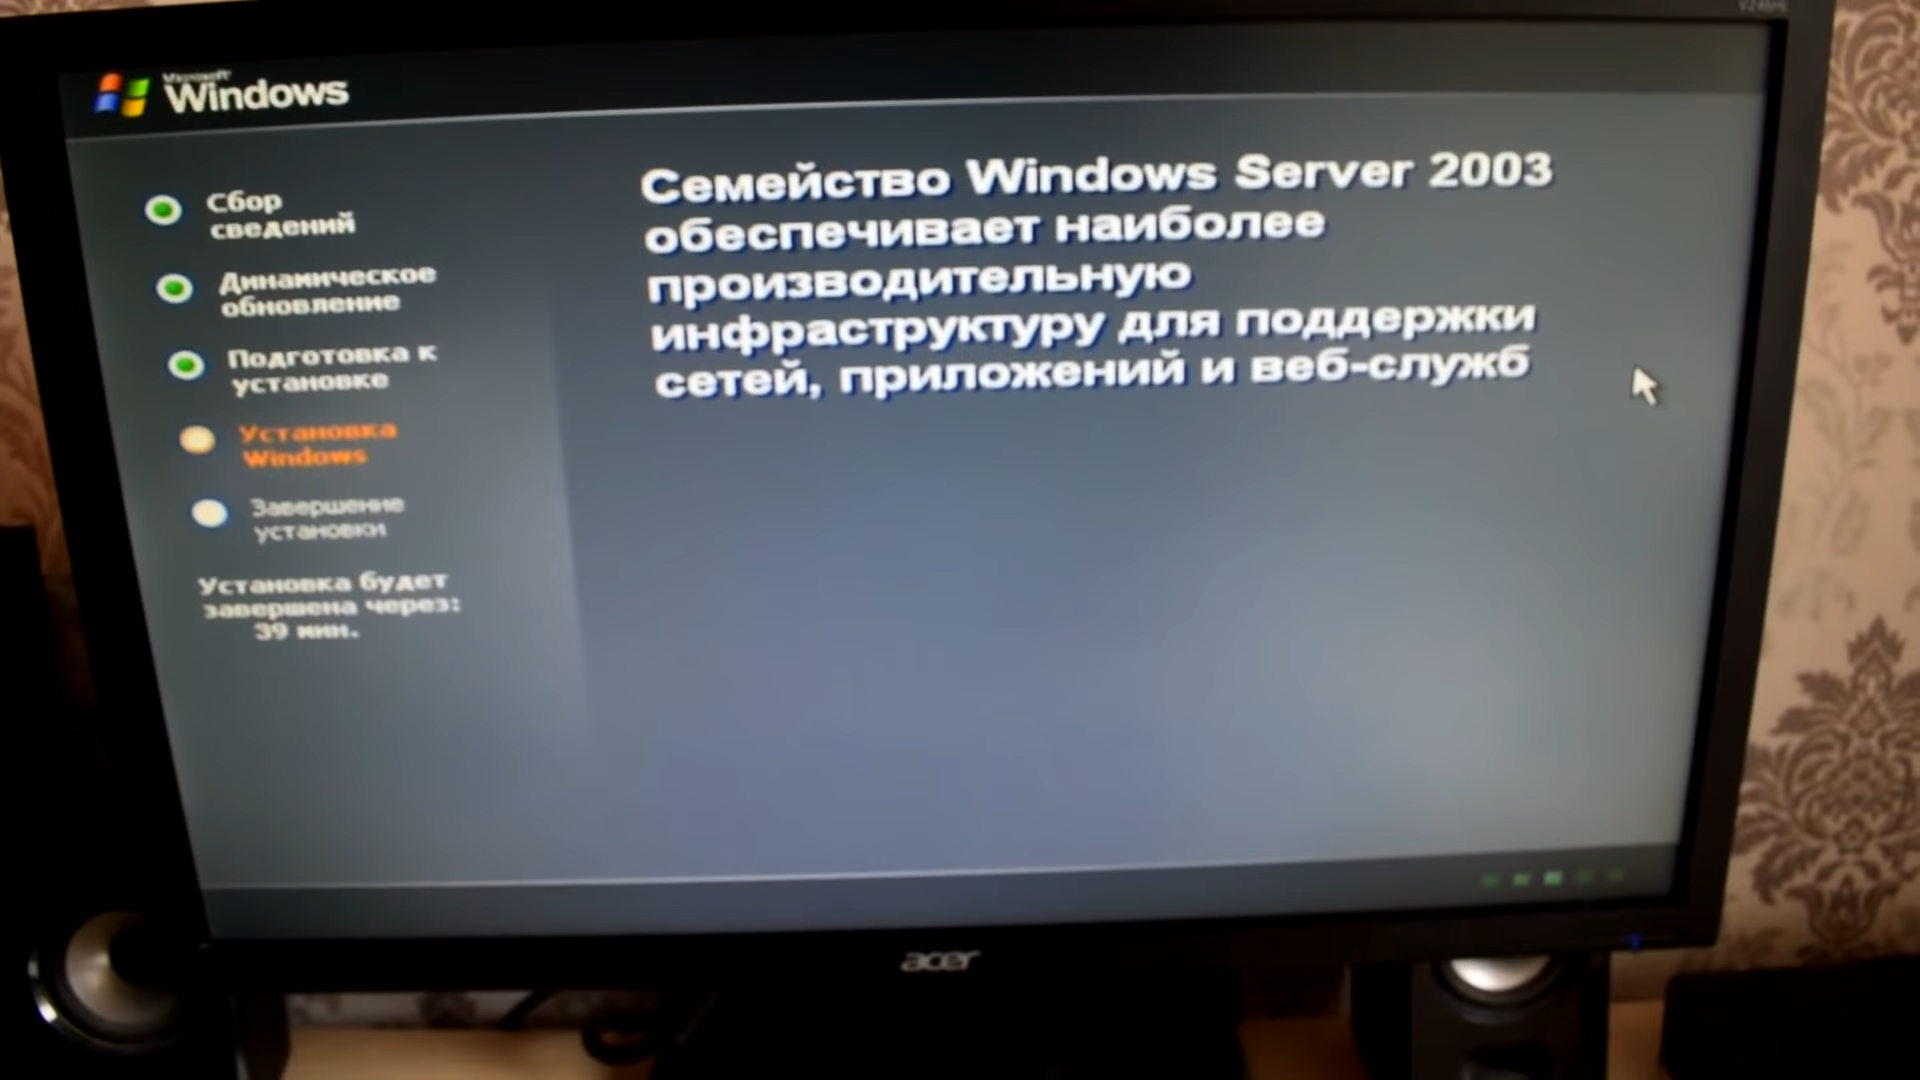 Microsoft
Windows
Сбор
сведений
Динамическое
обновление
Подготовка к
установке
Установка
Windows
Завершение
установки
Установка будет
завершена через:
39 мин.
Семейство Windows Server 2003
обеспечивает наиболее
производительную
инфраструктуру для поддержки
сетей, приложений и веб-служб
acer